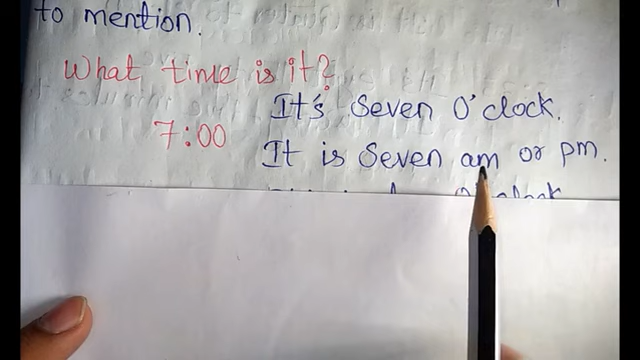 to mention.
What time is it?
It's Seven O'clock.
7:00
It is Seven am or pm.